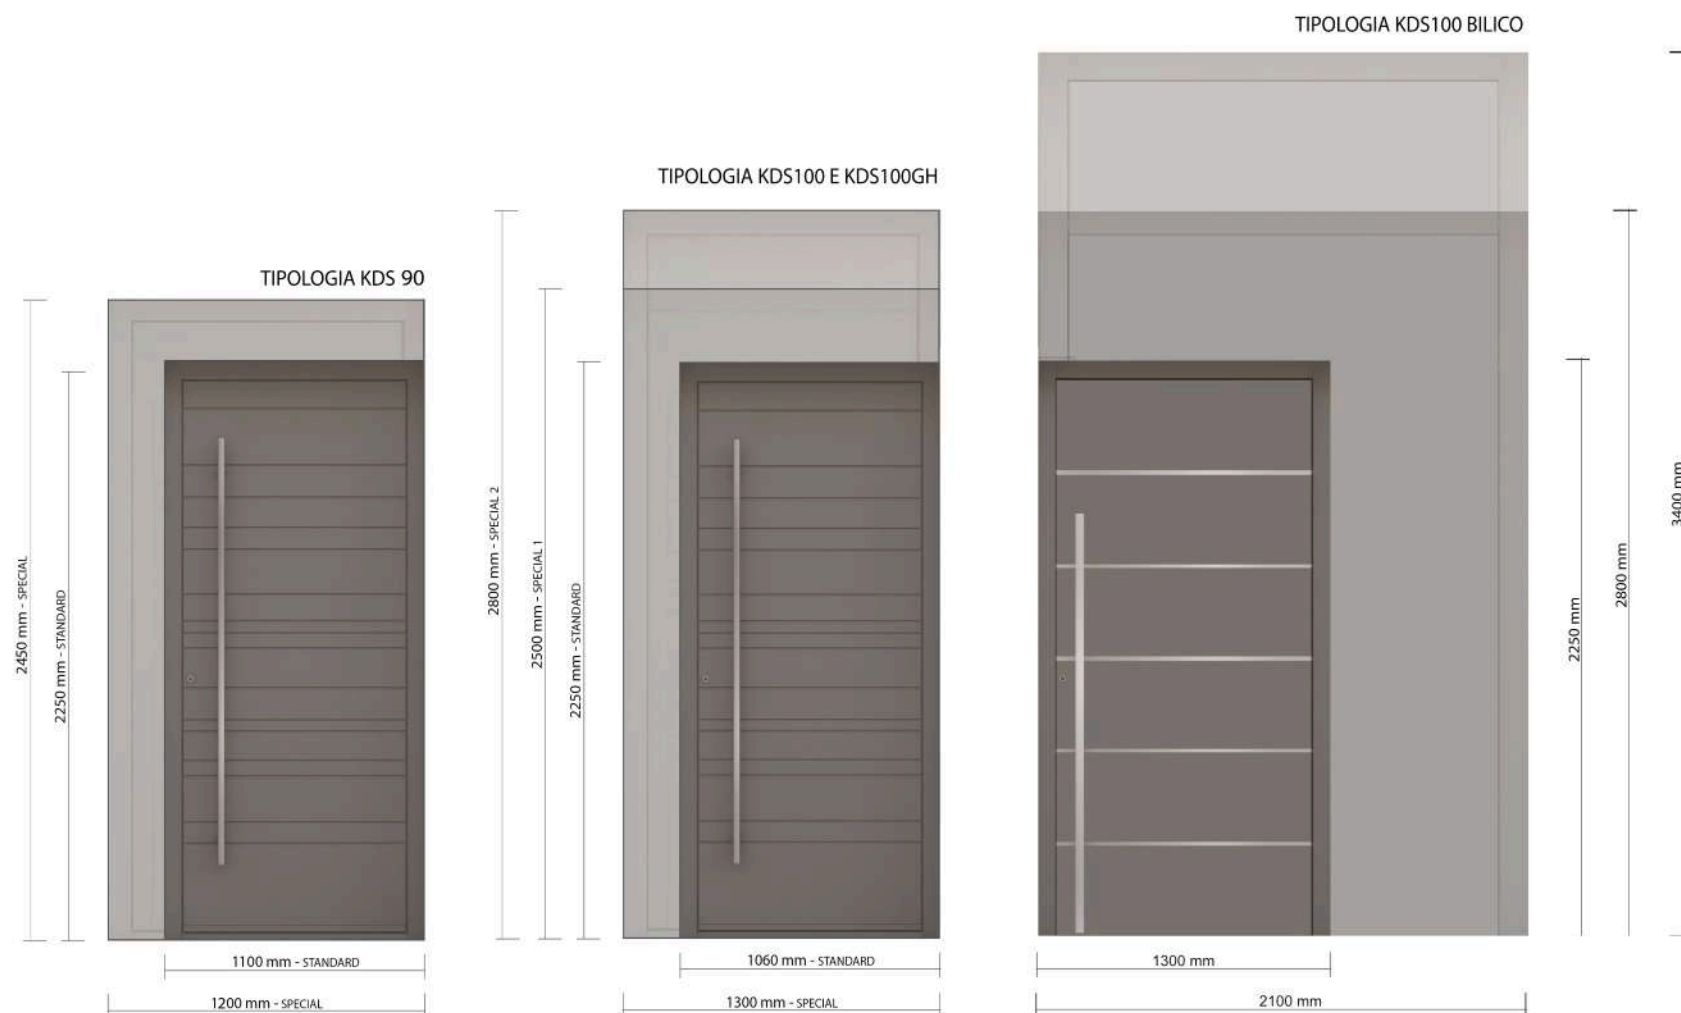 TIPOLOGIA KDS100 BILICO
TIPOLOGIA KDS100 E KDS100GH
TIPOLOGIA KDS 90
2450 mm - SPECIAL
2250 mm - STANDARD
2800 mm - SPECIAL 2
2500 mm - SPECIAL 1
2250 mm - STANDARD
2250 mm
2800 mm
3400 mm
1100 mm - STANDARD
1060 mm - STANDARD
1300 mm
1200 mm - SPECIAL
1300 mm - SPECIAL
2100 mm